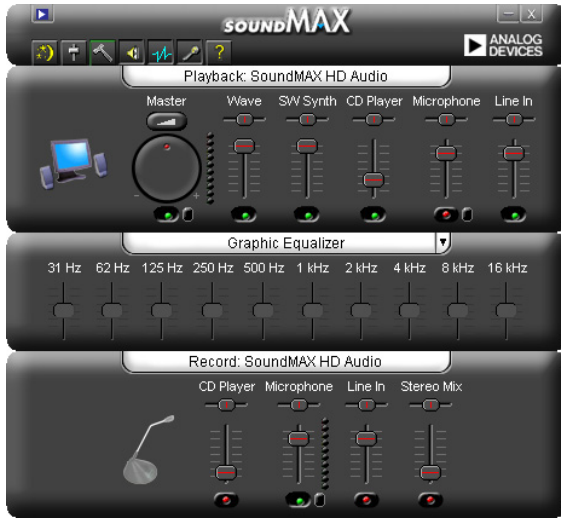 SOUNDMAX
ANALOG
DEVICES
Playback: SoundMAX HD Audio
Master Wave SW Synth CD Player Microphone Line In
- +
Graphic Equalizer
31 Hz 62 Hz 125 Hz 250 Hz 500 Hz 1 kHz 2 kHz 4 kHz 8 kHz 16 kHz
Record: SoundMAX HD Audio
CD Player Microphone Line In Stereo Mix